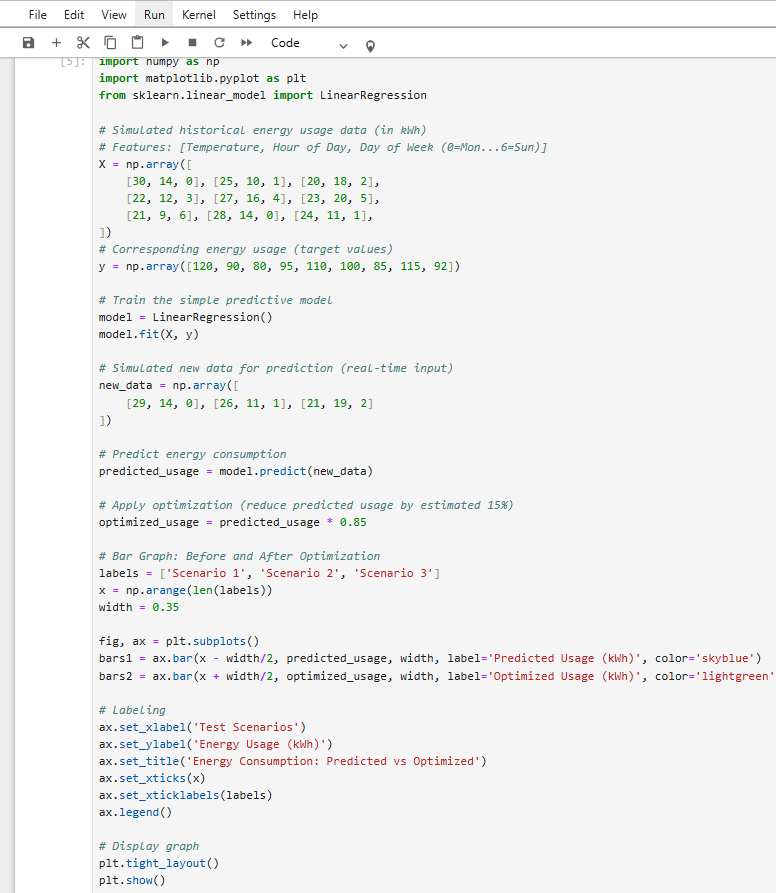 File Edit View Run Kernel Settings Help
Code
[5]: import numpy as np
import matplotlib.pyplot as plt
from sklearn.linear_model import LinearRegression
# Simulated historical energy usage data (in kWh)
# Features: [Temperature, Hour of Day, Day of Week (0=Mon...6=Sun)]
X = np.array([
    [30, 14, 0], [25, 10, 1], [20, 18, 2],
    [22, 12, 3], [27, 16, 4], [23, 20, 5],
    [21, 9, 6], [28, 14, 0], [24, 11, 1],
])
# Corresponding energy usage (target values)
y = np.array([120, 90, 80, 95, 110, 100, 85, 115, 92])
# Train the simple predictive model
model = LinearRegression()
model.fit(X, y)
# Simulated new data for prediction (real-time input)
new_data = np.array([
    [29, 14, 0], [26, 11, 1], [21, 19, 2]
])
# Predict energy consumption
predicted_usage = model.predict(new_data)
# Apply optimization (reduce predicted usage by estimated 15%)
optimized_usage = predicted_usage * 0.85
# Bar Graph: Before and After Optimization
labels = ['Scenario 1', 'Scenario 2', 'Scenario 3']
x = np.arange(len(labels))
width = 0.35
fig, ax = plt.subplots()
bars1 = ax.bar(x - width/2, predicted_usage, width, label='Predicted Usage (kWh)', color='skyblue')
bars2 = ax.bar(x + width/2, optimized_usage, width, label='Optimized Usage (kWh)', color='lightgreen'
# Labeling
ax.set_xlabel('Test Scenarios')
ax.set_ylabel('Energy Usage (kWh)')
ax.set_title('Energy Consumption: Predicted vs Optimized')
ax.set_xticks(x)
ax.set_xticklabels(labels)
ax.legend()
# Display graph
plt.tight_layout()
plt.show()